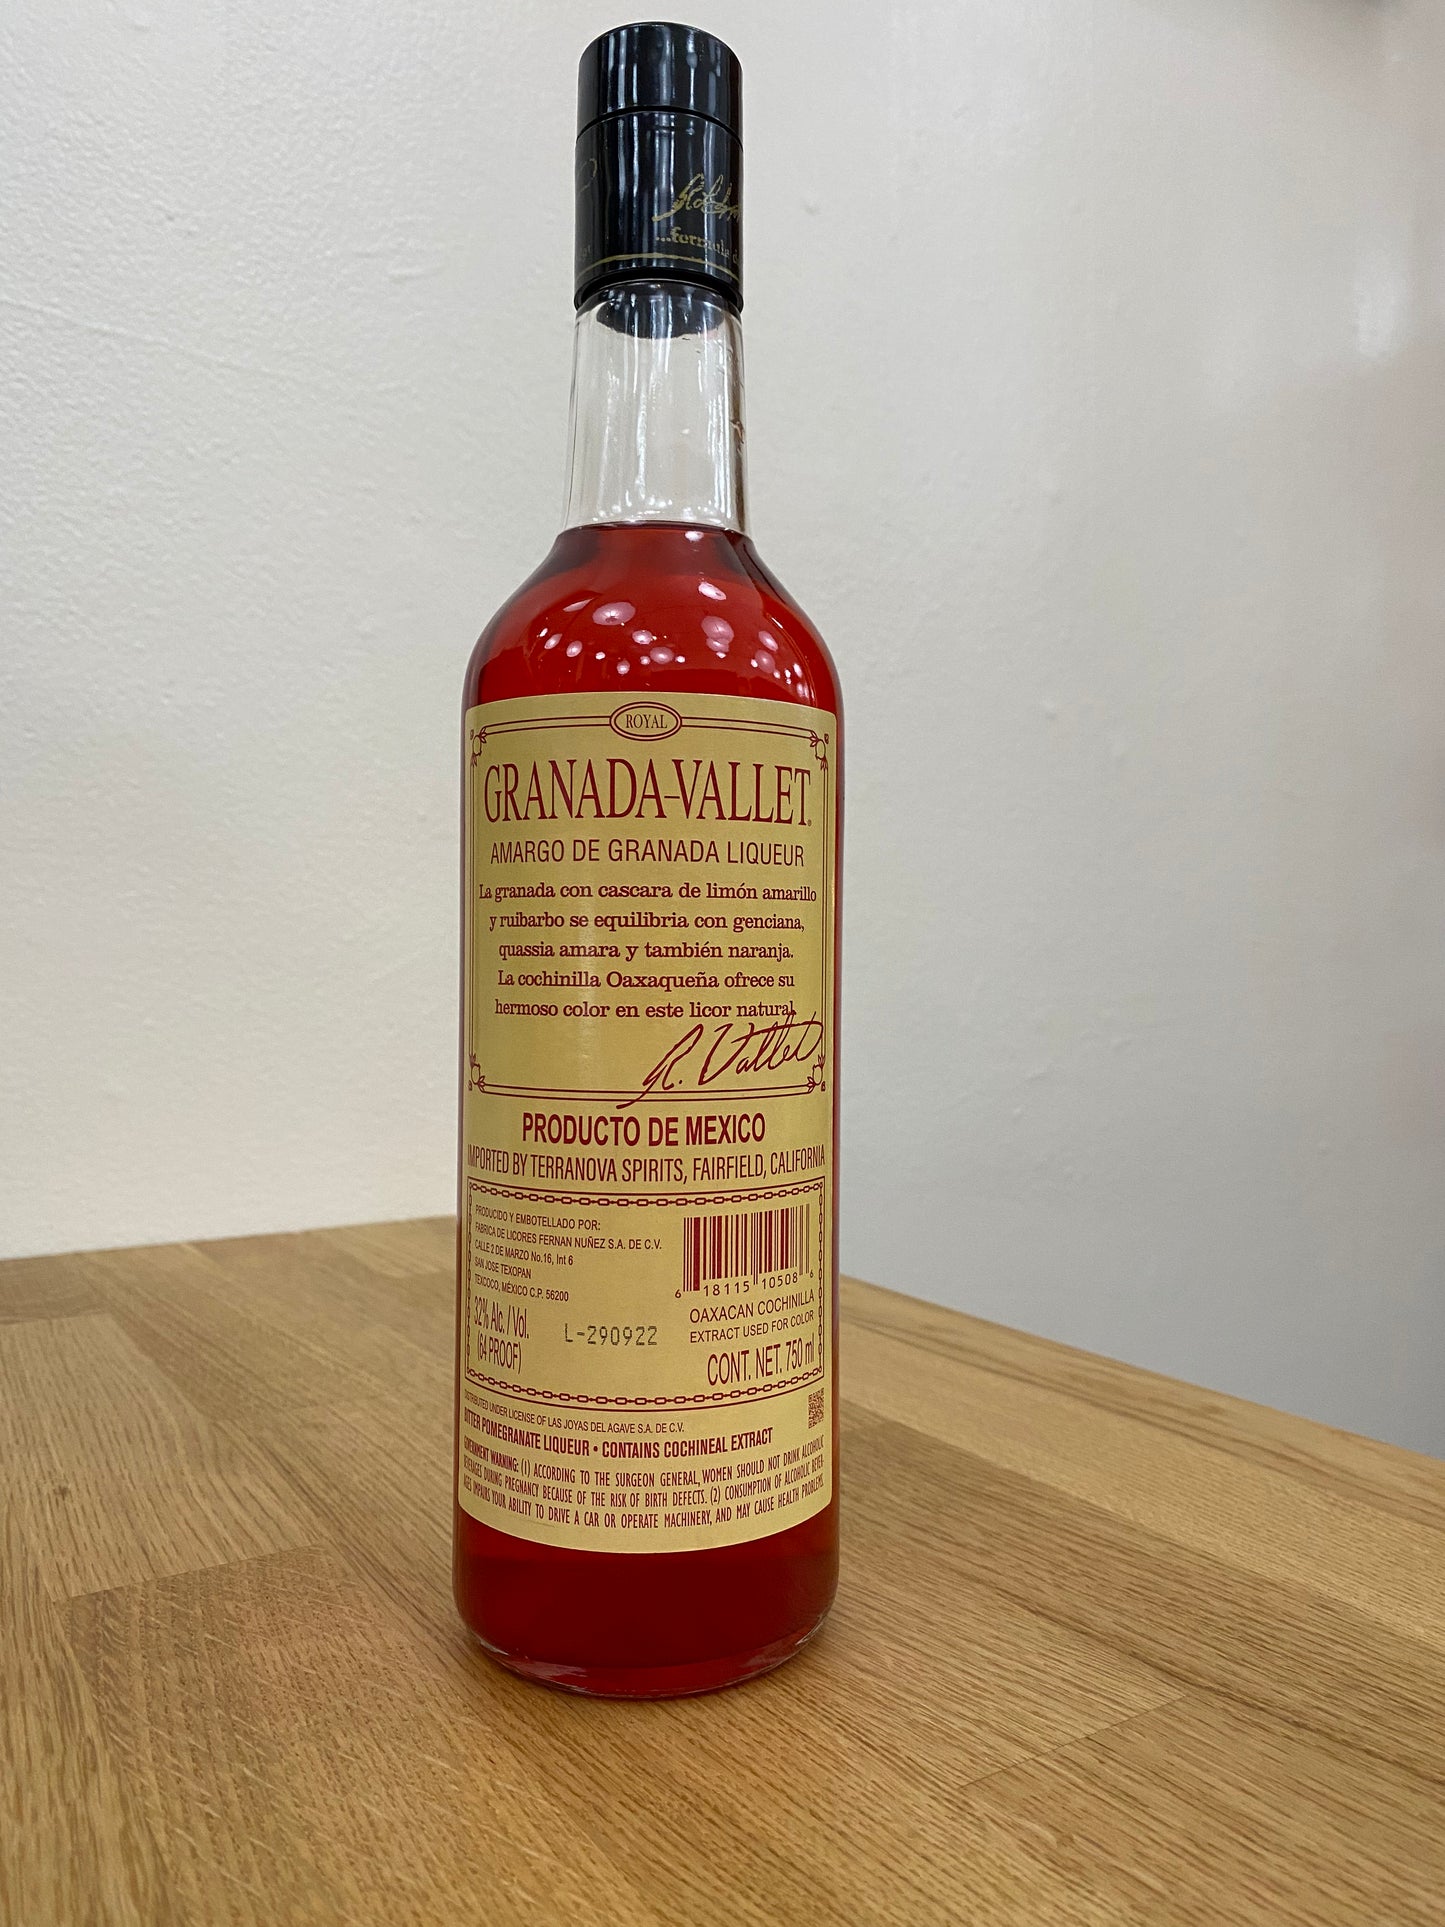 ...formula d
ROYAL
GRANADA-VALLET
AMARGO DE GRANADA LIQUEUR
La granada con cascara de limón amarillo
y ruibarbo se equilibria con genciana,
quassia amara y también naranja.
La cochinilla Oaxaqueña ofrece su
hermoso color en este licor natural.
R. Vallet
PRODUCTO DE MEXICO
IMPORTED BY TERRANOVA SPIRITS, FAIRFIELD, CALIFORNIA
PRODUCIDO Y EMBOTELLADO POR:
FABRICA DE LICORES FERNAN NUÑEZ S.A. DE C.V.
CALLE 2 DE MARZO No.16, Int 6
SAN JOSE TEXOPAN
TEXCOCO, MÉXICO C.P. 56200
32% Alc. / Vol.
(64 PROOF)
L-290922
6 18115 10508 6
OAXACAN COCHINILLA
EXTRACT USED FOR COLOR
CONT. NET. 750 ml
DISTRIBUTED UNDER LICENSE OF LAS JOYAS DEL AGAVE S.A. DE C.V.
BITTER POMEGRANATE LIQUEUR • CONTAINS COCHINEAL EXTRACT
GOVERNMENT WARNING: (1) ACCORDING TO THE SURGEON GENERAL, WOMEN SHOULD NOT DRINK ALCOHOLIC
BEVERAGES DURING PREGNANCY BECAUSE OF THE RISK OF BIRTH DEFECTS. (2) CONSUMPTION OF ALCOHOLIC BEVER-
AGES IMPAIRS YOUR ABILITY TO DRIVE A CAR OR OPERATE MACHINERY, AND MAY CAUSE HEALTH PROBLEMS.